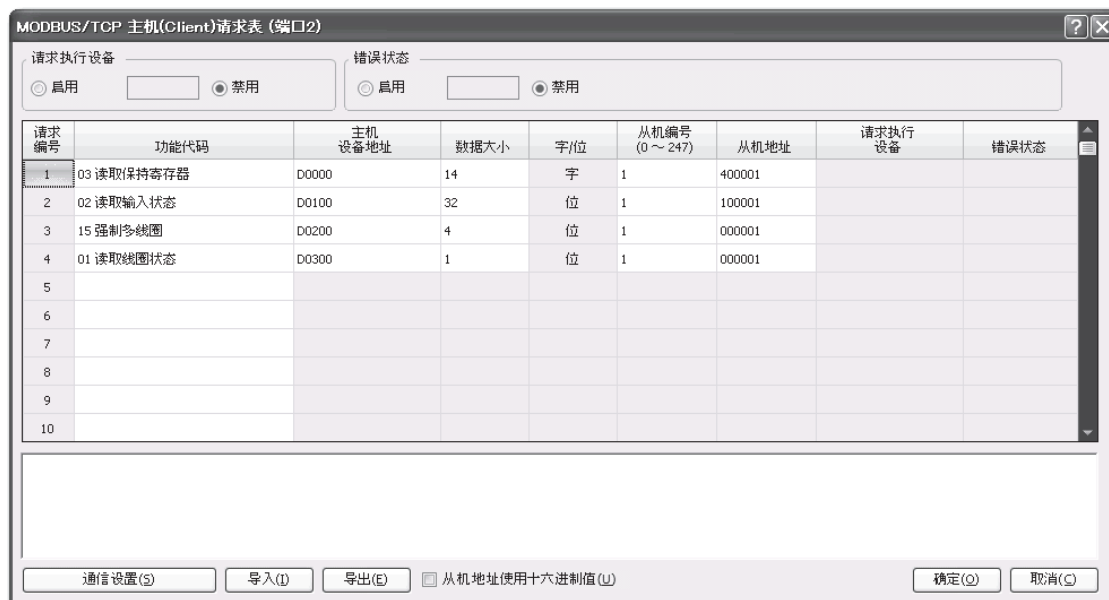 MODBUS/TCP 主机(Client)请求表 (端口2)
请求执行设备
启用
禁用
错误状态
启用
禁用
请求编号 功能代码 主机设备地址 数据大小 字/位 从机编号(0 ～ 247) 从机地址 请求执行设备 错误状态
1 03 读取保持寄存器 D0000 14 字 1 400001
2 02 读取输入状态 D0100 32 位 1 100001
3 15 强制多线圈 D0200 4 位 1 000001
4 01 读取线圈状态 D0300 1 位 1 000001
5
6
7
8
9
10
通信设置(S) 导入(I) 导出(E) 从机地址使用十六进制值(U) 确定(O) 取消(C)